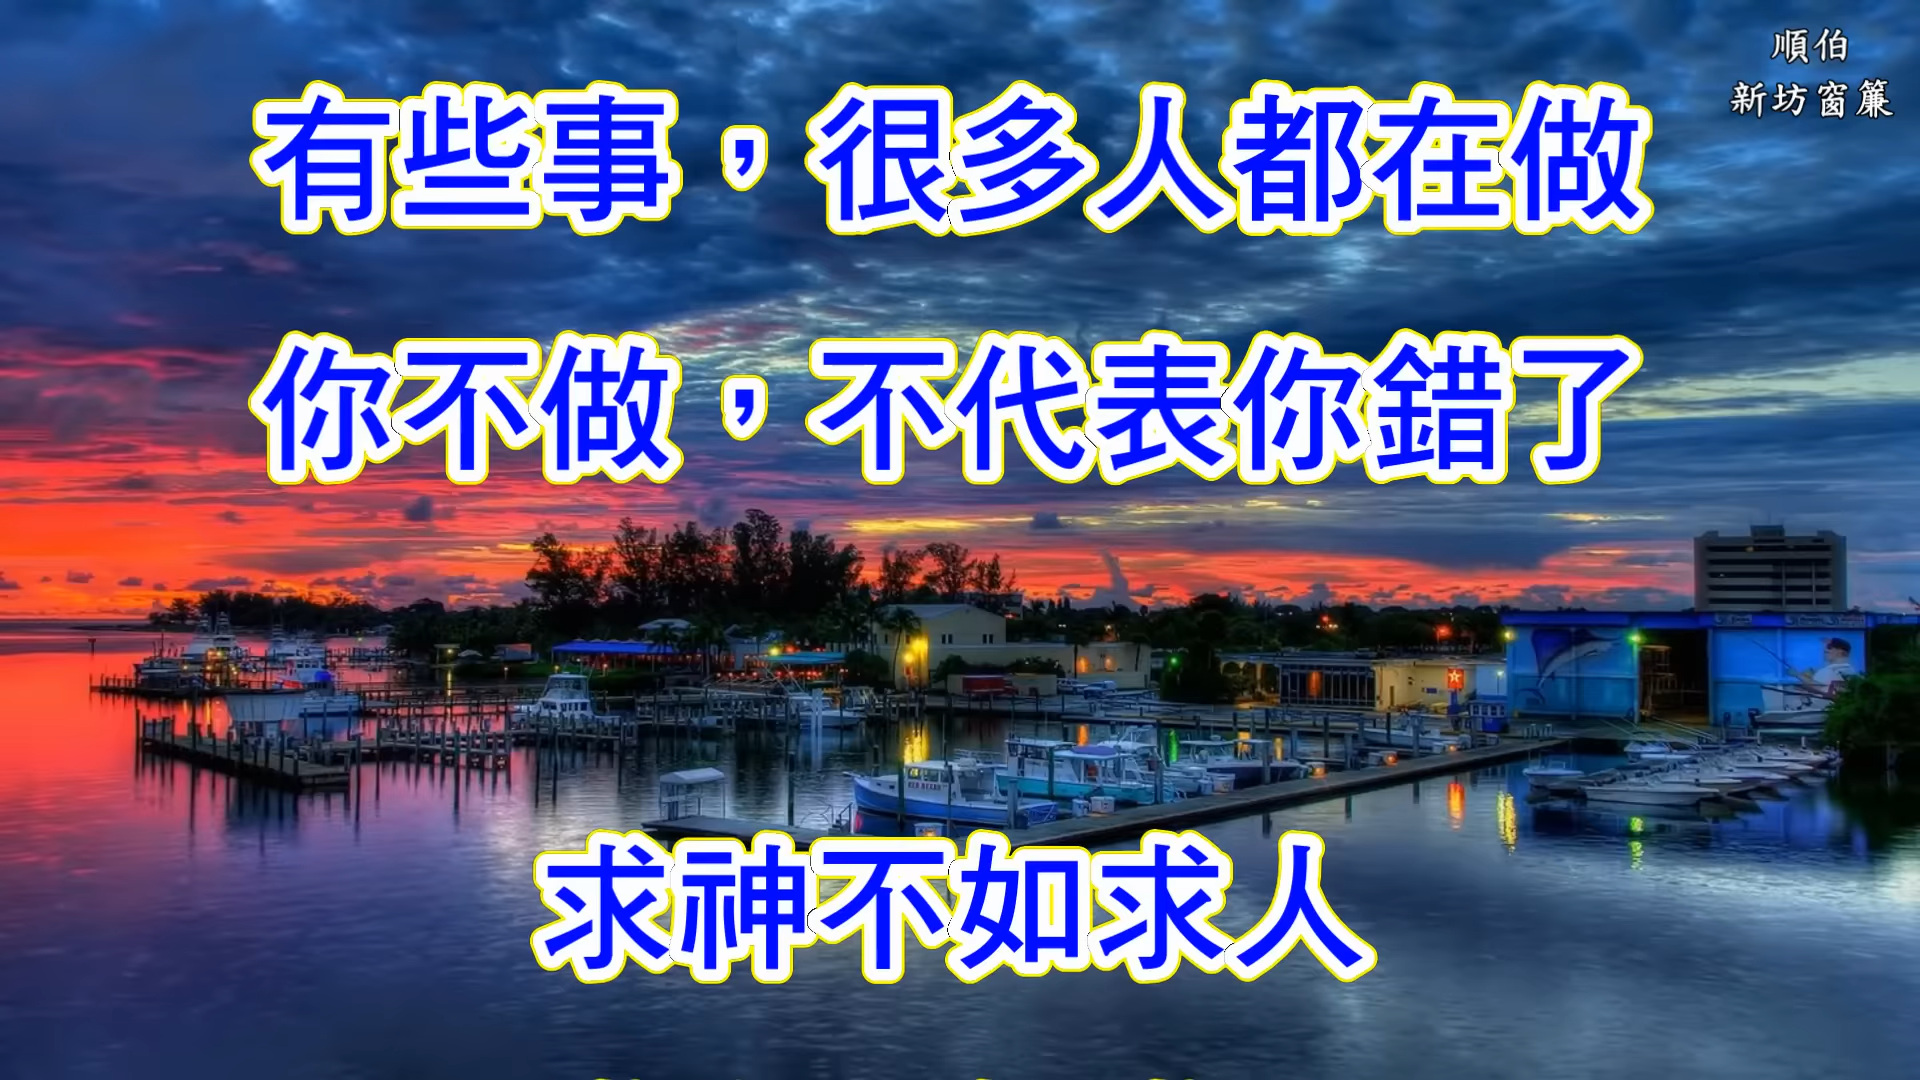 順伯
新坊窗簾
有些事，很多人都在做
你不做，不代表你錯了
求神不如求人